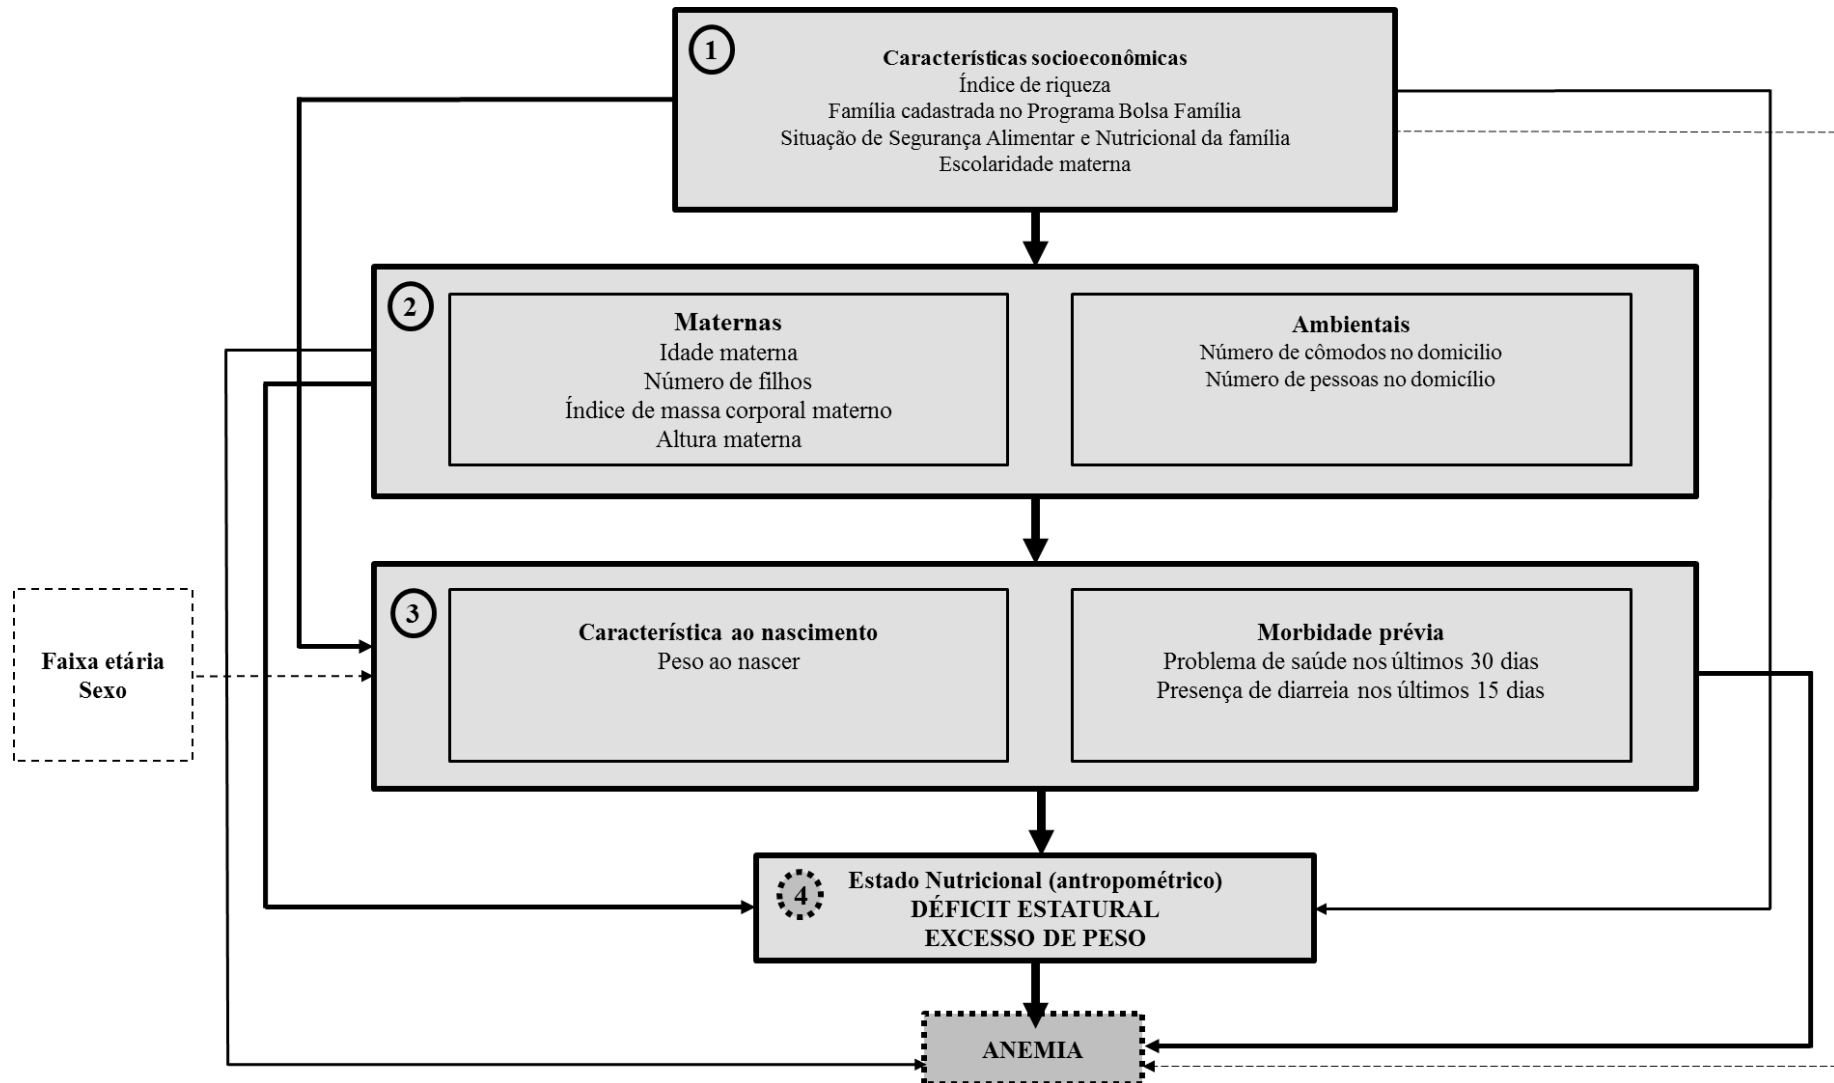 1
Características socioeconômicas
Índice de riqueza
Família cadastrada no Programa Bolsa Família
Situação de Segurança Alimentar e Nutricional da família
Escolaridade materna
2
Maternas
Idade materna
Número de filhos
Índice de massa corporal materno
Altura materna
Ambientais
Número de cômodos no domicilio
Número de pessoas no domicílio
3
Característica ao nascimento
Peso ao nascer
Morbidade prévia
Problema de saúde nos últimos 30 dias
Presença de diarreia nos últimos 15 dias
Faixa etária
Sexo
4
Estado Nutricional (antropométrico)
DÉFICIT ESTATURAL
EXCESSO DE PESO
ANEMIA